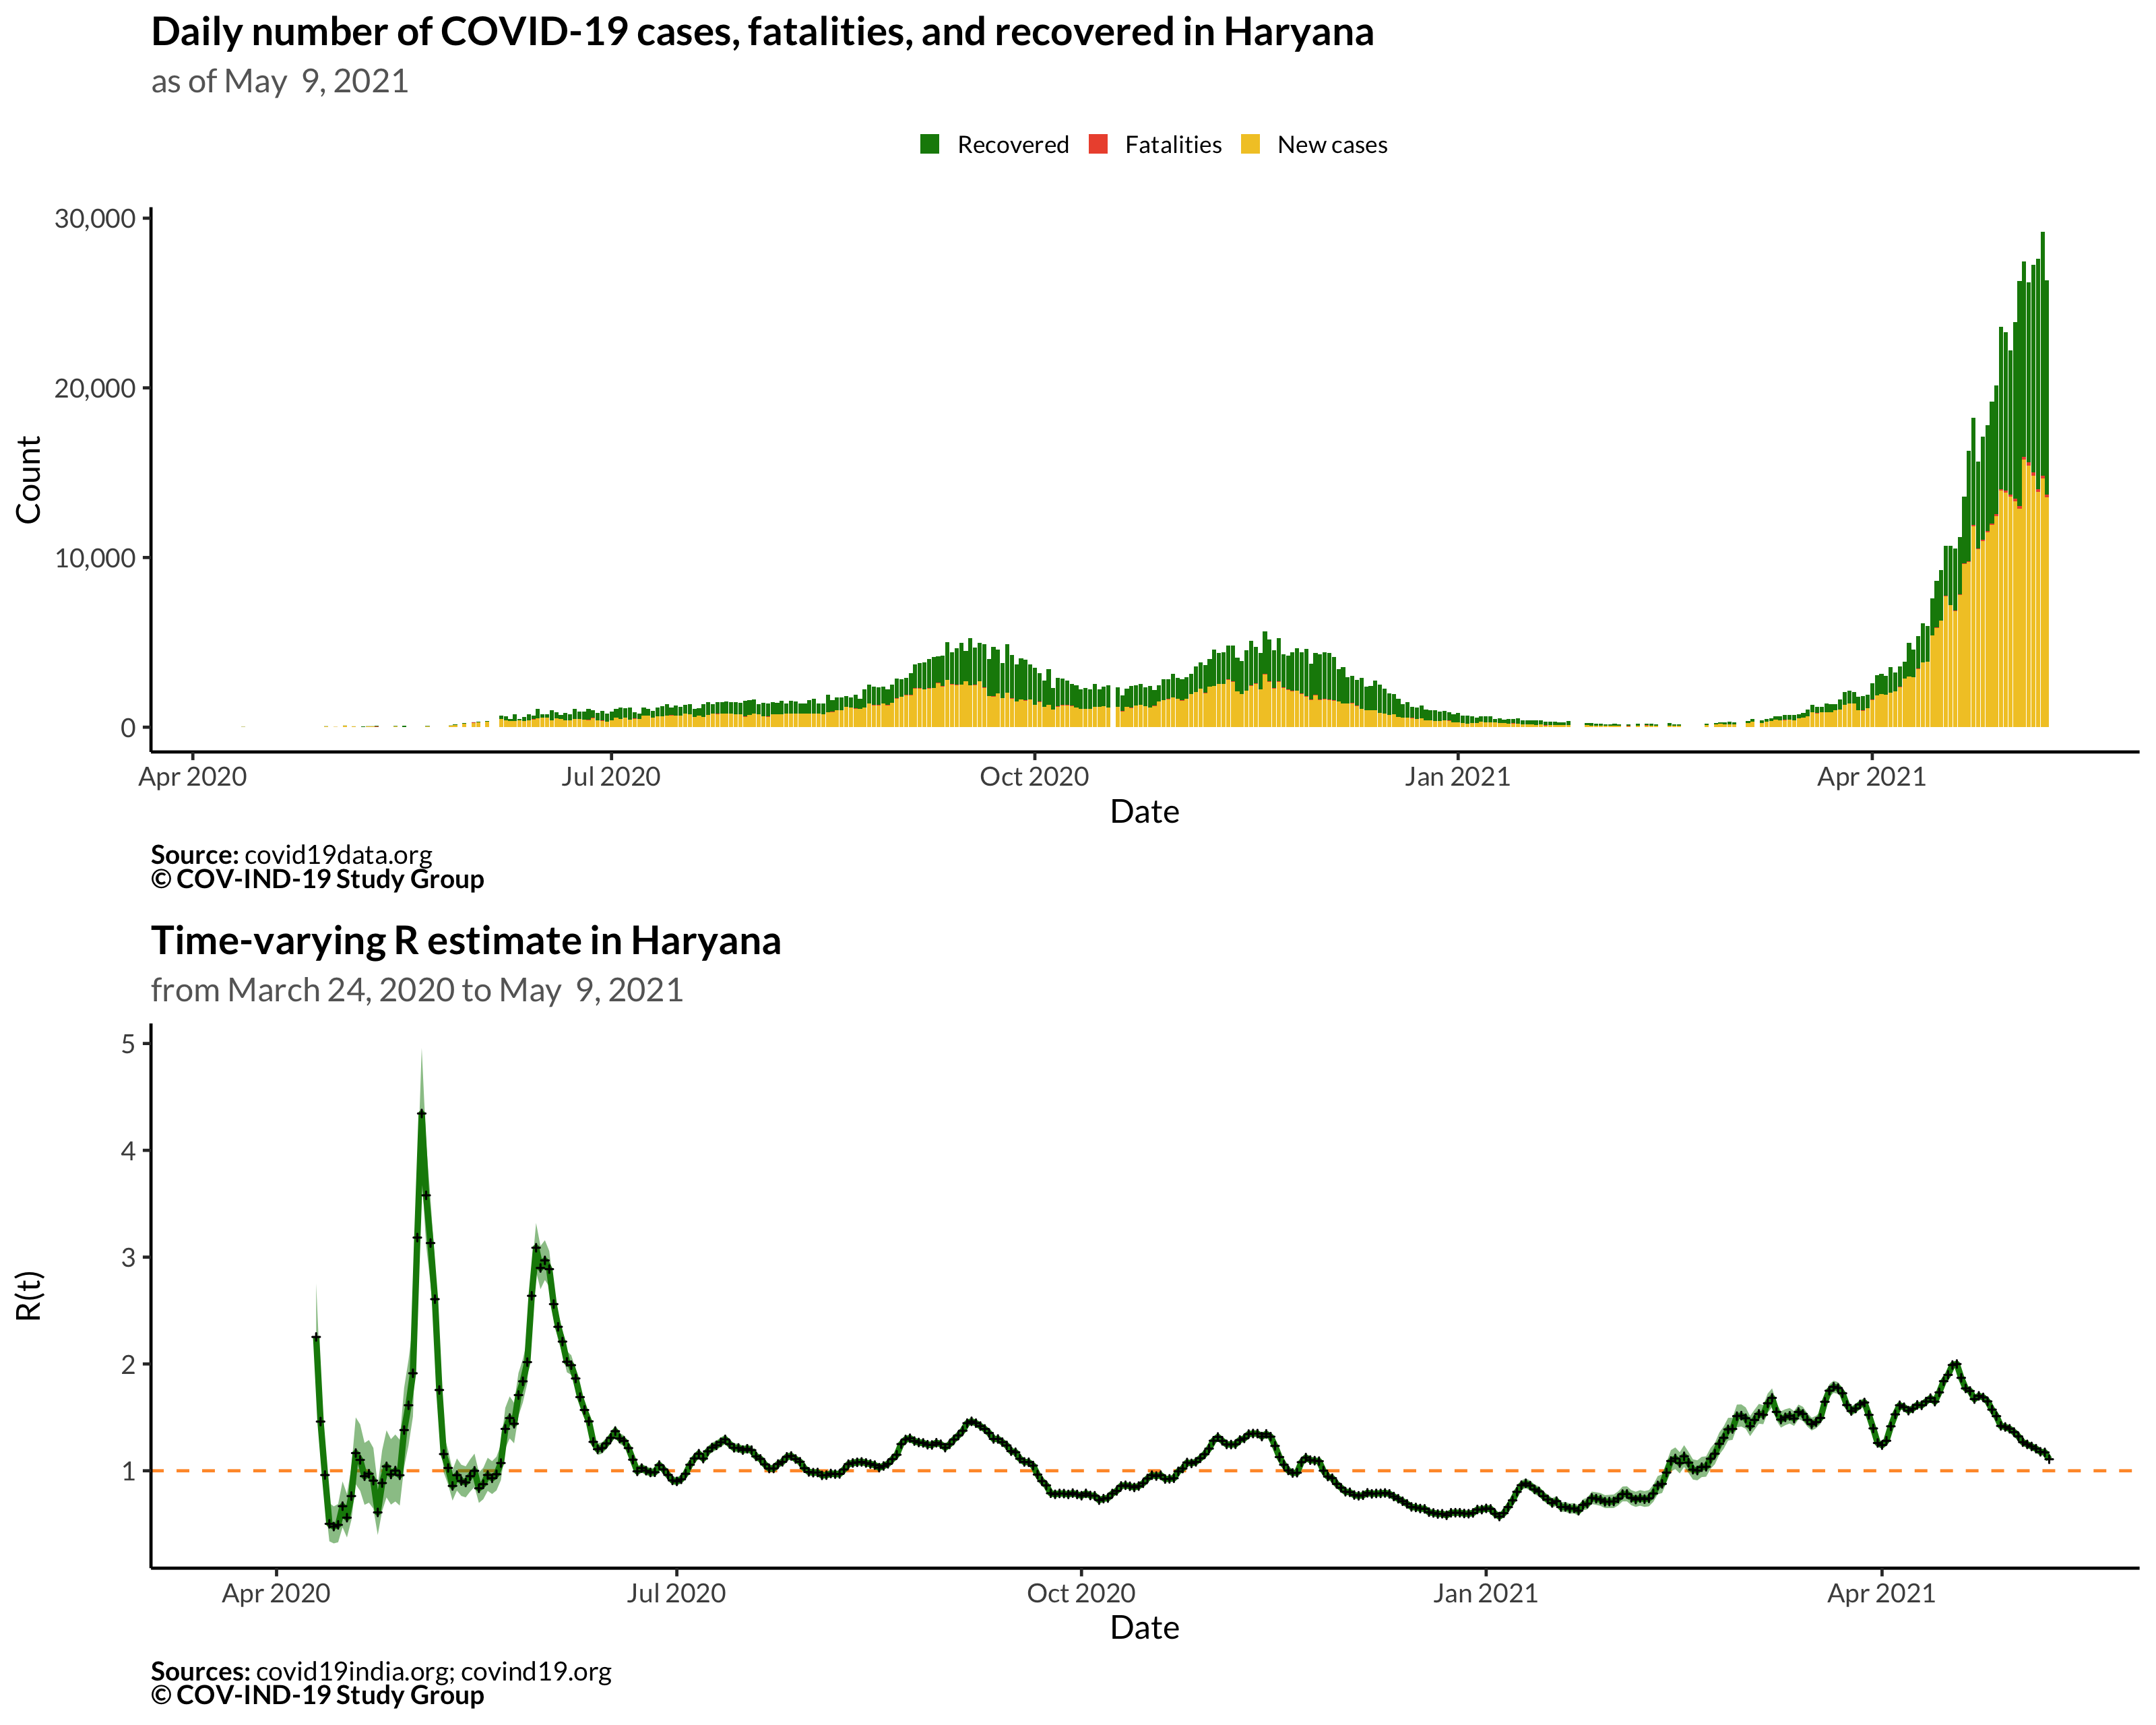 Daily number of COVID-19 cases, fatalities, and recovered in Haryana
as of May  9, 2021
Recovered Fatalities New cases
30,000
20,000
10,000
0
Count
Apr 2020 Jul 2020 Oct 2020 Jan 2021 Apr 2021
Date
Source: covid19data.org
© COV-IND-19 Study Group
Time-varying R estimate in Haryana
from March 24, 2020 to May  9, 2021
5
4
3
2
1
R(t)
Apr 2020 Jul 2020 Oct 2020 Jan 2021 Apr 2021
Date
Sources: covid19india.org; covind19.org
© COV-IND-19 Study Group